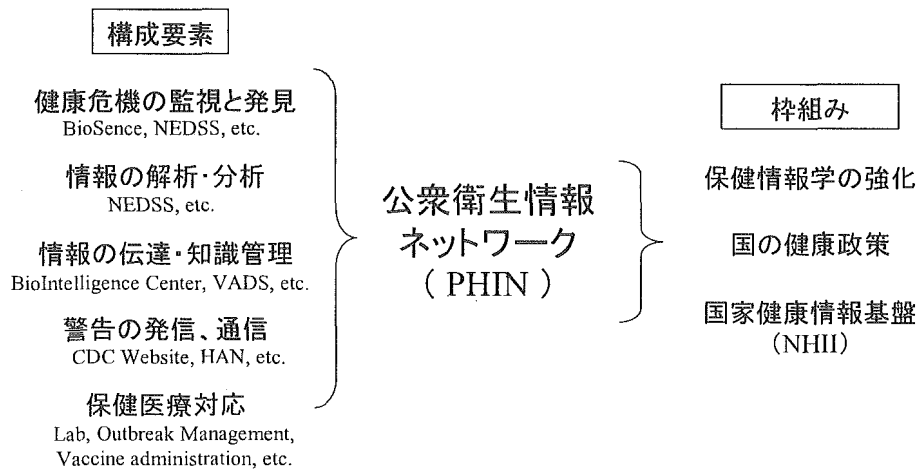 構成要素
健康危機の監視と発見
BioSence, NEDSS, etc.
情報の解析・分析
NEDSS, etc.
情報の伝達・知識管理
BioIntelligence Center, VADS, etc.
警告の発信、通信
CDC Website, HAN, etc.
保健医療対応
Lab, Outbreak Management,
Vaccine administration, etc.
公衆衛生情報
ネットワーク
( PHIN )
枠組み
保健情報学の強化
国の健康政策
国家健康情報基盤
(NHII)